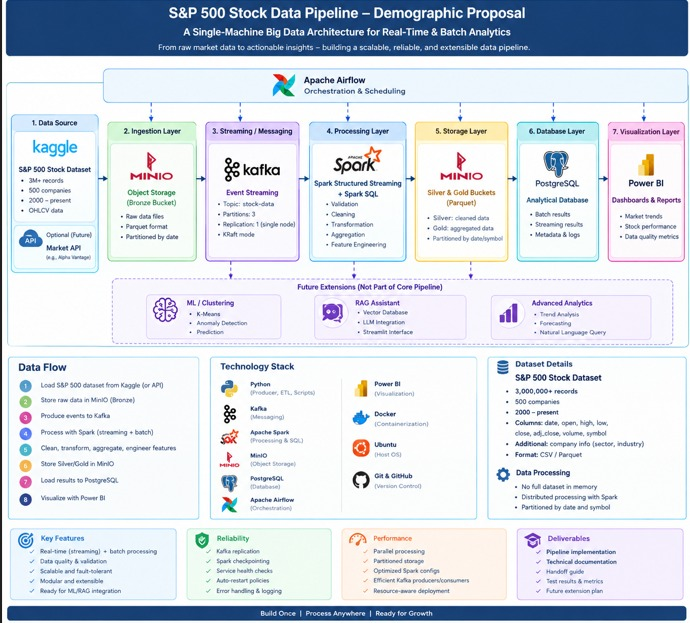 S&P 500 Stock Data Pipeline – Demographic Proposal
A Single-Machine Big Data Architecture for Real-Time & Batch Analytics
From raw market data to actionable insights – building a scalable, reliable, and extensible data pipeline.
Apache Airflow
Orchestration & Scheduling
1. Data Source
kaggle
S&P 500 Stock Dataset
• 3M+ records
• 500 companies
• 2000 – present
• OHLCV data
API
Optional (Future)
Market API
(e.g., Alpha Vantage)
2. Ingestion Layer
MINIO
Object Storage
(Bronze Bucket)
• Raw data files
• Parquet format
• Partitioned by date
3. Streaming / Messaging
kafka
Event Streaming
• Topic: stock-data
• Partitions: 3
• Replication: 1 (single node)
• KRaft mode
4. Processing Layer
APACHE
Spark
Spark Structured Streaming
+ Spark SQL
• Validation
• Cleaning
• Transformation
• Aggregation
• Feature Engineering
5. Storage Layer
MINIO
Silver & Gold Buckets
(Parquet)
• Silver: cleaned data
• Gold: aggregated data
• Partitioned by date/symbol
6. Database Layer
PostgreSQL
Analytical Database
• Batch results
• Streaming results
• Metadata & logs
7. Visualization Layer
Power BI
Dashboards & Reports
• Market trends
• Stock performance
• Data quality metrics
Future Extensions (Not Part of Core Pipeline)
ML / Clustering
• K-Means
• Anomaly Detection
• Prediction
RAG Assistant
• Vector Database
• LLM Integration
• Streamlit Interface
Advanced Analytics
• Trend Analysis
• Forecasting
• Natural Language Query
Data Flow
1 Load S&P 500 dataset from Kaggle (or API)
2 Store raw data in MinIO (Bronze)
3 Produce events to Kafka
4 Process with Spark (streaming + batch)
5 Clean, transform, aggregate, engineer features
6 Store Silver/Gold in MinIO
7 Load results to PostgreSQL
8 Visualize with Power BI
Technology Stack
Python
(Producer, ETL, Scripts)
Kafka
(Messaging)
Apache Spark
(Processing & SQL)
MINIO
MinIO
(Object Storage)
PostgreSQL
(Database)
Apache Airflow
(Orchestration)
Power BI
(Visualization)
Docker
(Containerization)
Ubuntu
(Host OS)
Git & GitHub
(Version Control)
Dataset Details
S&P 500 Stock Dataset
• 3,000,000+ records
• 500 companies
• 2000 – present
• Columns: date, open, high, low,
close, adj_close, volume, symbol
• Additional: company info (sector, industry)
• Format: CSV / Parquet
Data Processing
• No full dataset in memory
• Distributed processing with Spark
• Partitioned by date and symbol
Key Features
✓ Real-time (streaming) + batch processing
✓ Data quality & validation
✓ Scalable and fault-tolerant
✓ Modular and extensible
✓ Ready for ML/RAG integration
Reliability
✓ Kafka replication
✓ Spark checkpointing
✓ Service health checks
✓ Auto-restart policies
✓ Error handling & logging
Performance
✓ Parallel processing
✓ Partitioned storage
✓ Optimized Spark configs
✓ Efficient Kafka producers/consumers
✓ Resource-aware deployment
Deliverables
✓ Pipeline implementation
✓ Technical documentation
✓ Handoff guide
✓ Test results & metrics
✓ Future extension plan
Build Once | Process Anywhere | Ready for Growth